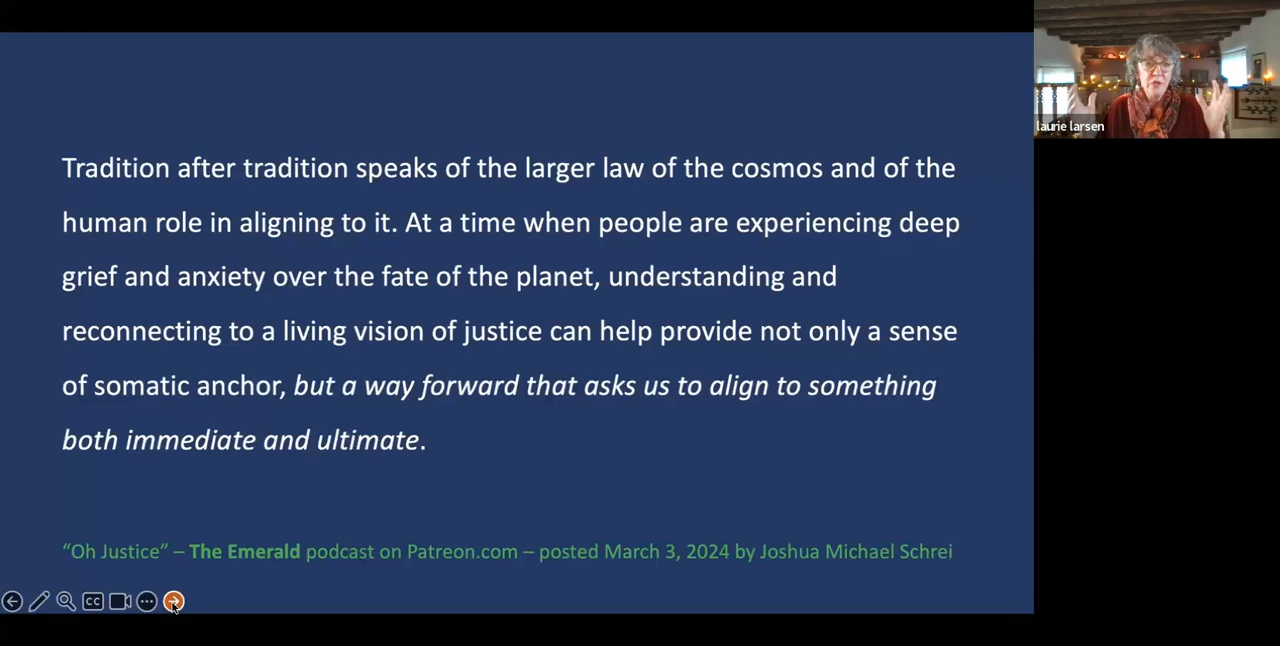 Tradition after tradition speaks of the larger law of the cosmos and of the
human role in aligning to it. At a time when people are experiencing deep
grief and anxiety over the fate of the planet, understanding and
reconnecting to a living vision of justice can help provide not only a sense
of somatic anchor, but a way forward that asks us to align to something
both immediate and ultimate.
“Oh Justice” – The Emerald podcast on Patreon.com – posted March 3, 2024 by Joshua Michael Schrei
CC
laurie larsen